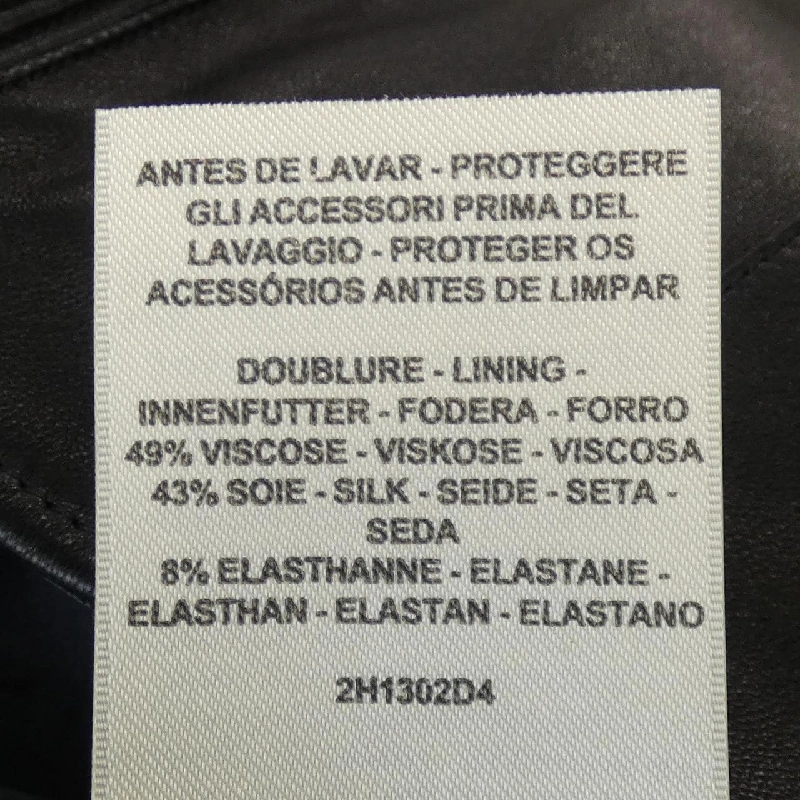 ANTES DE LAVAR - PROTEGGERE
GLI ACCESSORI PRIMA DEL
LAVAGGIO - PROTEGER OS
ACESSÓRIOS ANTES DE LIMPAR
DOUBLURE - LINING -
INNENFUTTER - FODERA - FORRO
49% VISCOSE - VISKOSE - VISCOSA
43% SOIE - SILK - SEIDE - SETA -
SEDA
8% ELASTHANNE - ELASTANE -
ELASTHAN - ELASTAN - ELASTANO
2H1302D4